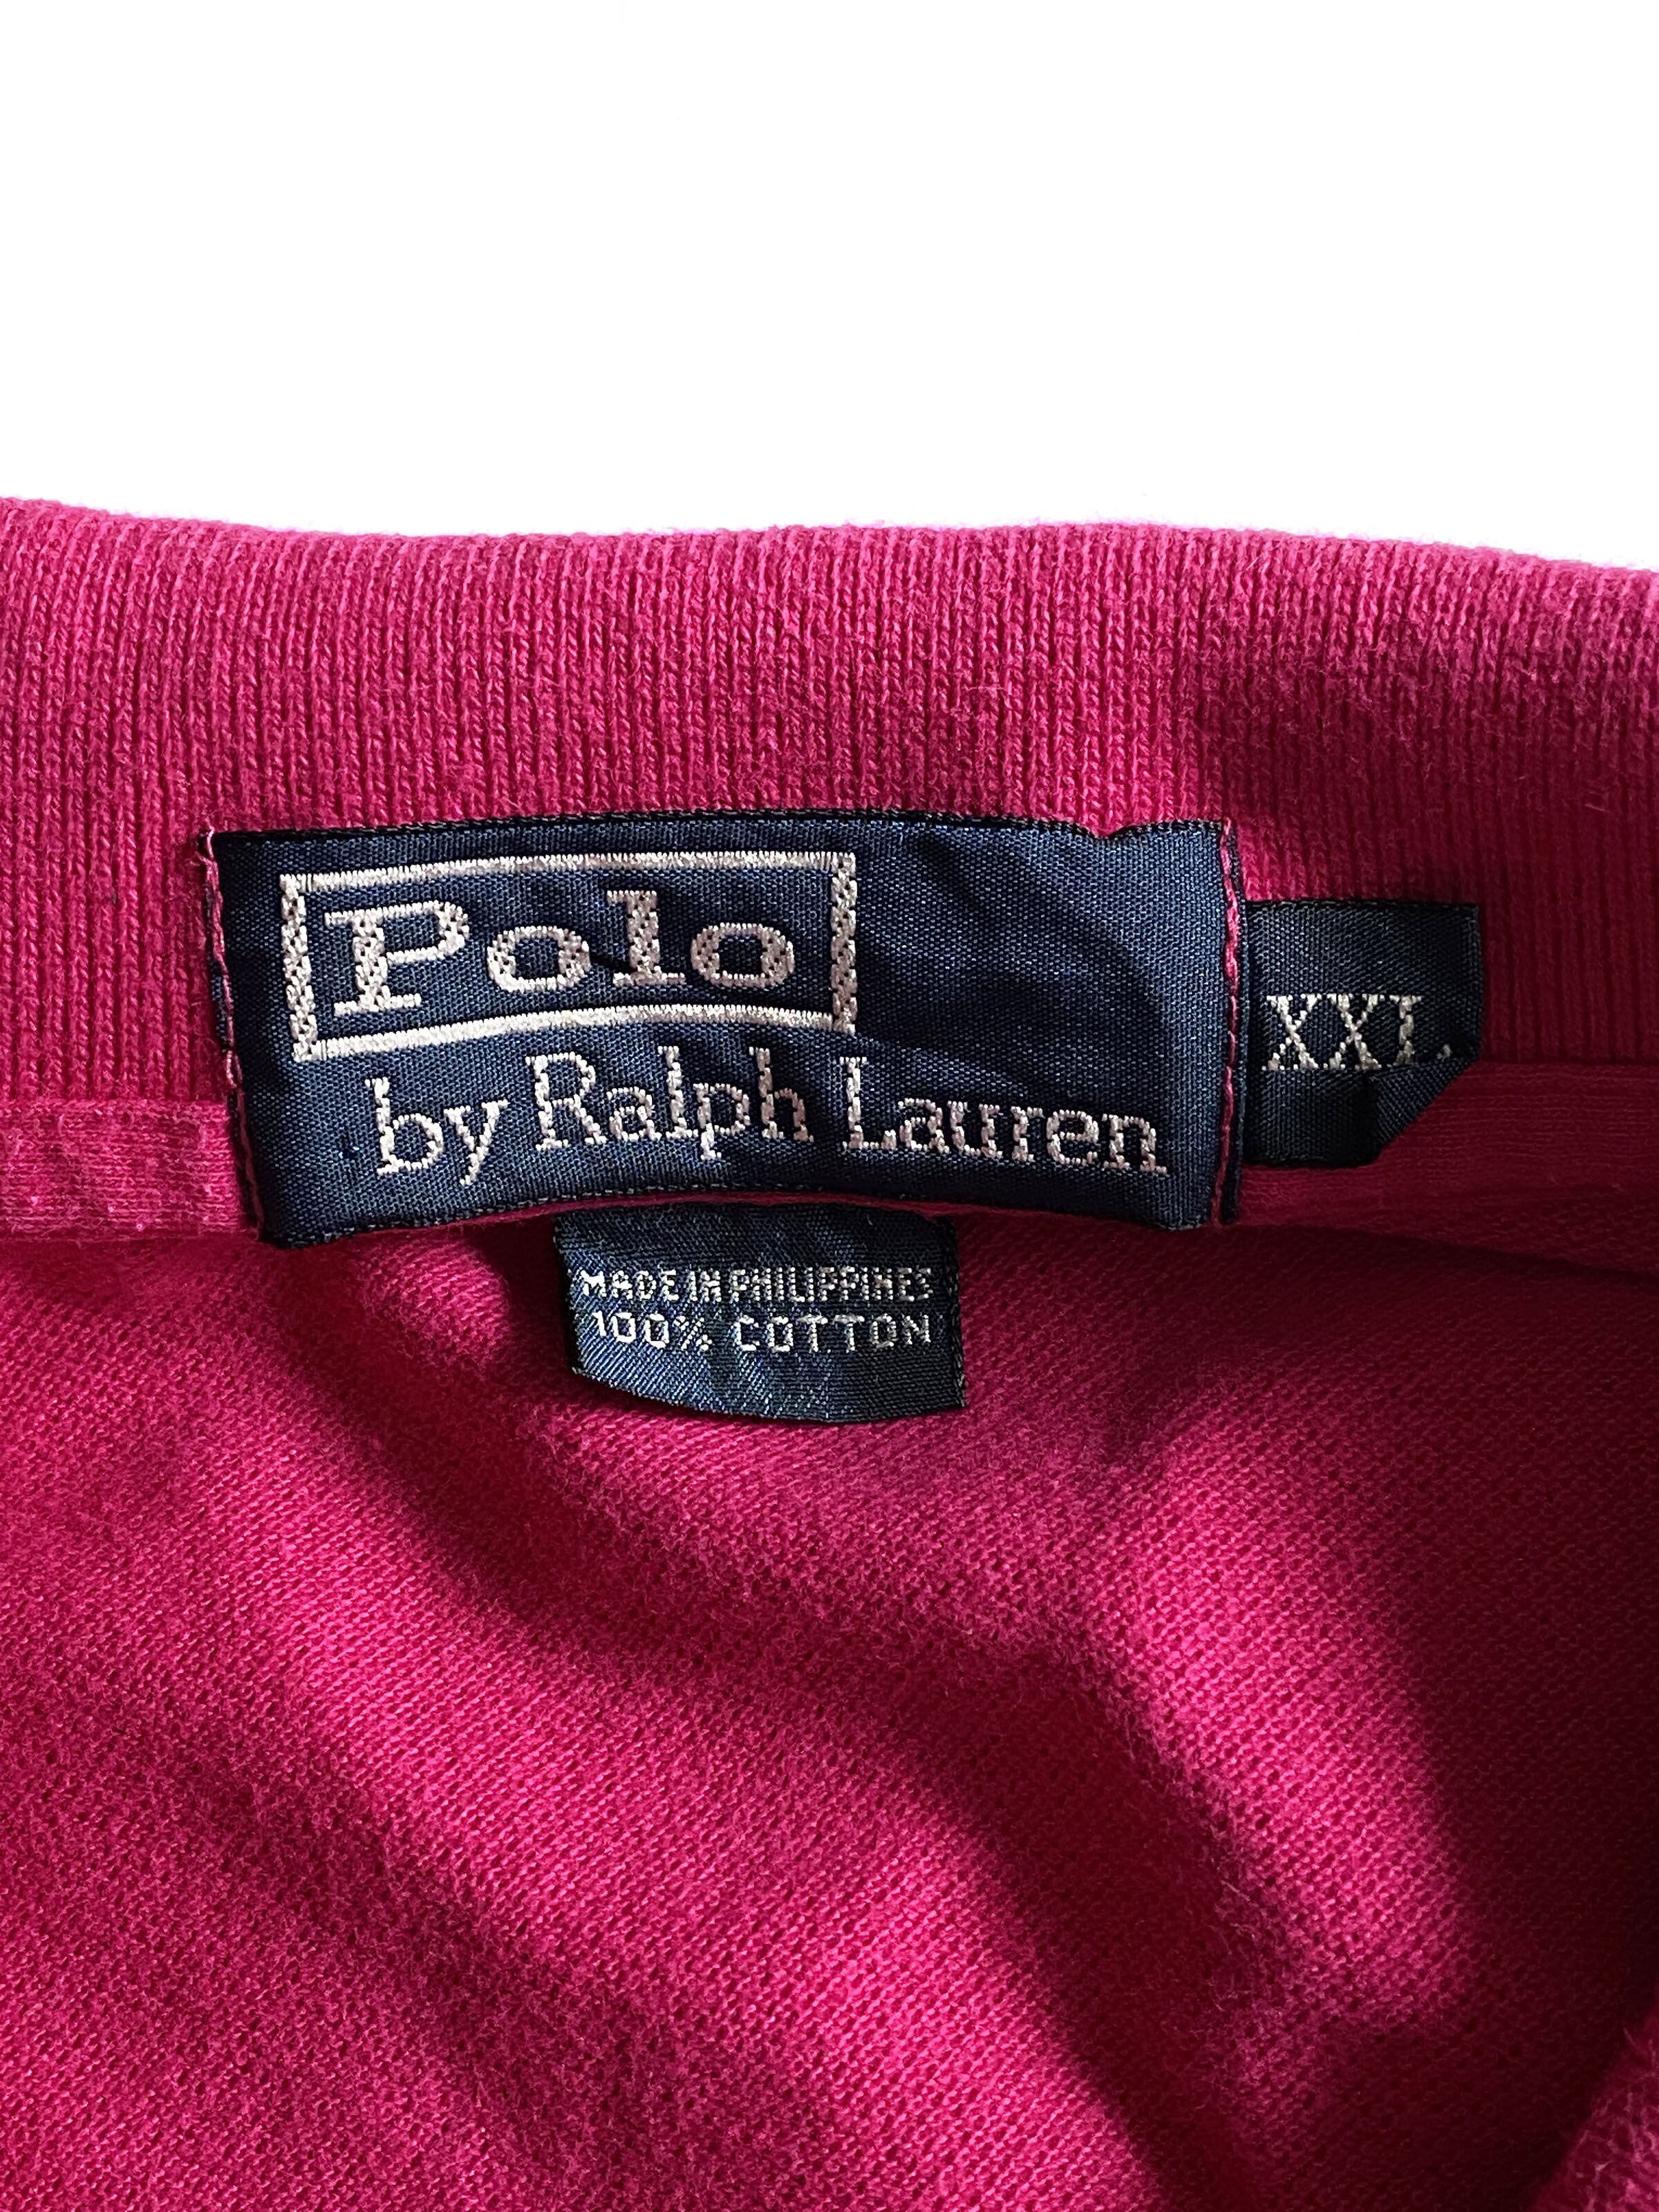 Polo
by Ralph Lauren
XXL
MADE IN PHILIPPINES
100% COTTON